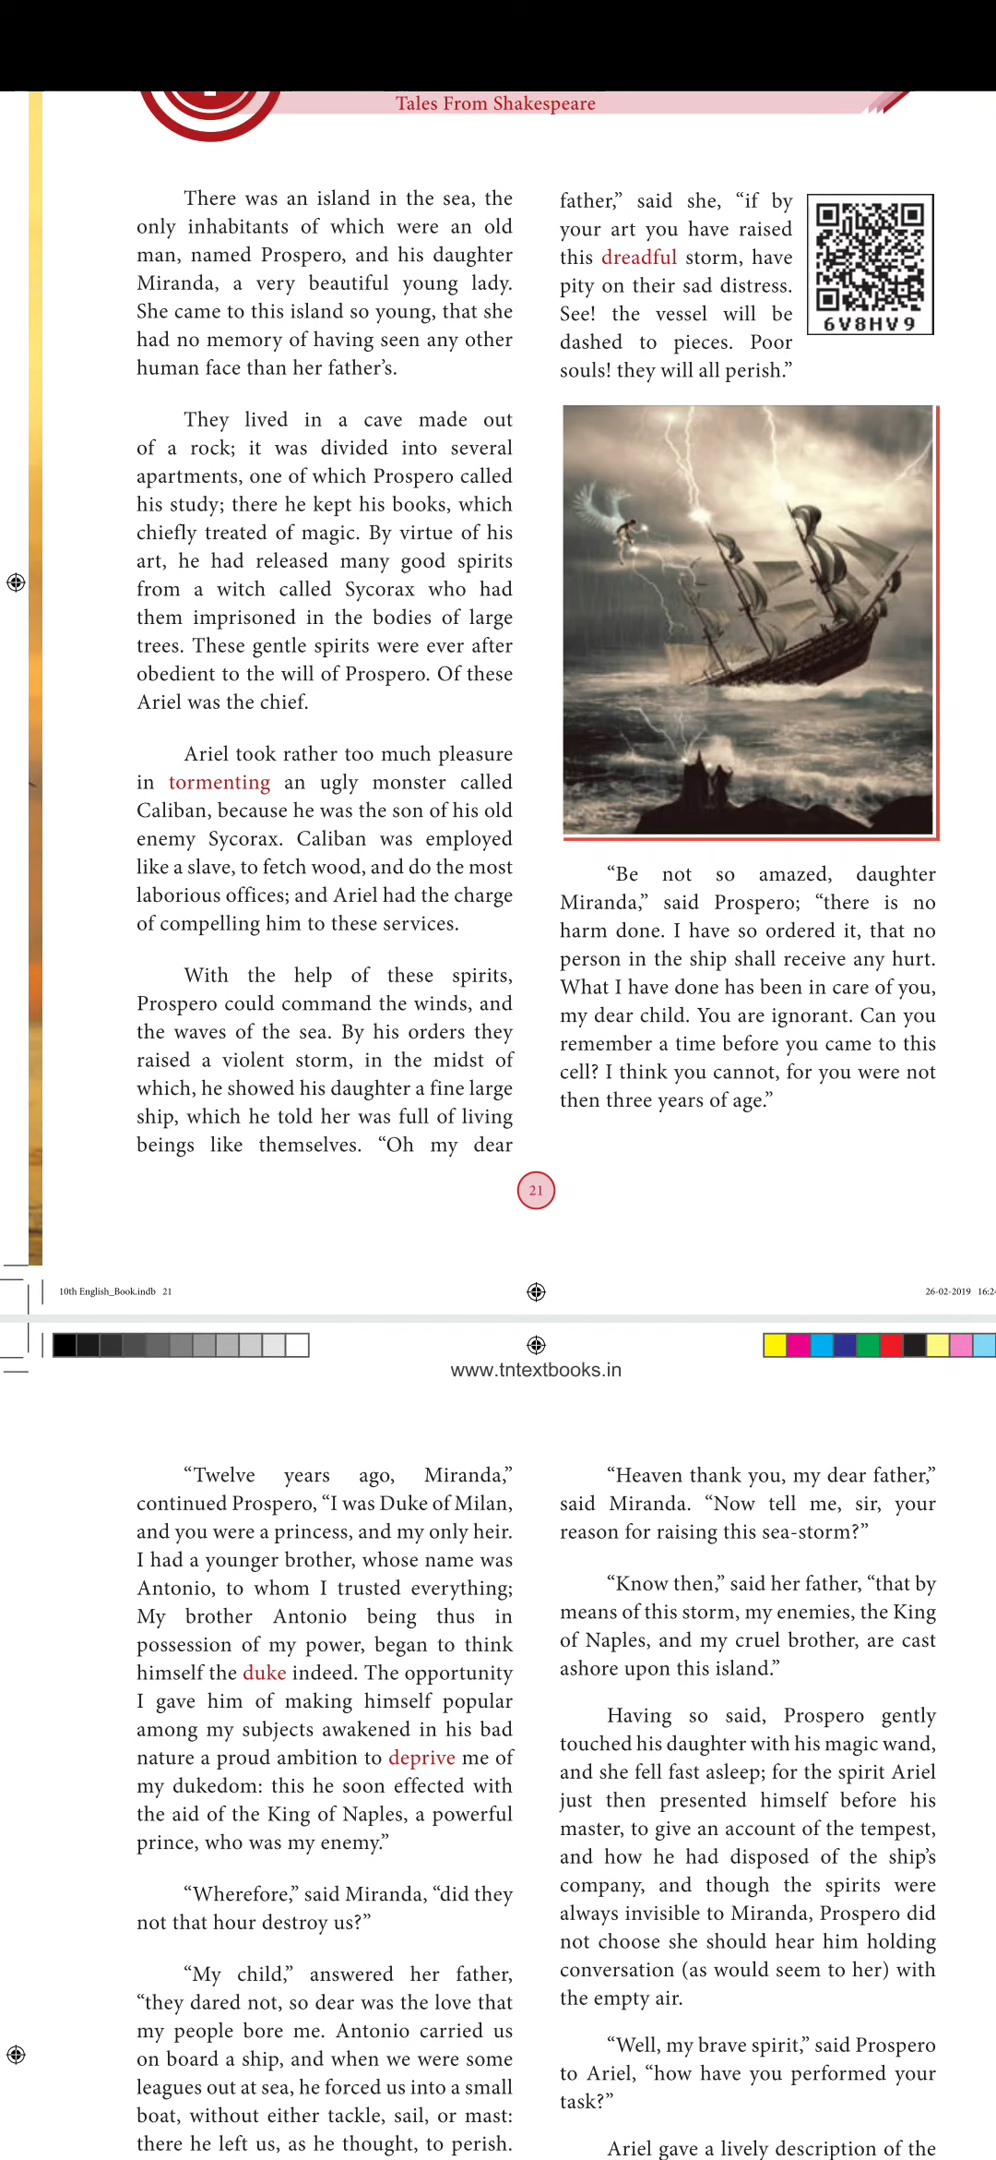 Tales From Shakespeare
There was an island in the sea, the
only inhabitants of which were an old
man, named Prospero, and his daughter
Miranda, a very beautiful young lady.
She came to this island so young, that she
had no memory of having seen any other
human face than her father’s.
They lived in a cave made out
of a rock; it was divided into several
apartments, one of which Prospero called
his study; there he kept his books, which
chiefly treated of magic. By virtue of his
art, he had released many good spirits
from a witch called Sycorax who had
them imprisoned in the bodies of large
trees. These gentle spirits were ever after
obedient to the will of Prospero. Of these
Ariel was the chief.
Ariel took rather too much pleasure
in tormenting an ugly monster called
Caliban, because he was the son of his old
enemy Sycorax. Caliban was employed
like a slave, to fetch wood, and do the most
laborious offices; and Ariel had the charge
of compelling him to these services.
With the help of these spirits,
Prospero could command the winds, and
the waves of the sea. By his orders they
raised a violent storm, in the midst of
which, he showed his daughter a fine large
ship, which he told her was full of living
beings like themselves. “Oh my dear
father,” said she, “if by
your art you have raised
this dreadful storm, have
pity on their sad distress.
See! the vessel will be
dashed to pieces. Poor
souls! they will all perish.”
6V8HV9
“Be not so amazed, daughter
Miranda,” said Prospero; “there is no
harm done. I have so ordered it, that no
person in the ship shall receive any hurt.
What I have done has been in care of you,
my dear child. You are ignorant. Can you
remember a time before you came to this
cell? I think you cannot, for you were not
then three years of age.”
21
10th English_Book.indb 21
26-02-2019 16:2
www.tntextbooks.in
“Twelve years ago, Miranda,”
continued Prospero, “I was Duke of Milan,
and you were a princess, and my only heir.
I had a younger brother, whose name was
Antonio, to whom I trusted everything;
My brother Antonio being thus in
possession of my power, began to think
himself the duke indeed. The opportunity
I gave him of making himself popular
among my subjects awakened in his bad
nature a proud ambition to deprive me of
my dukedom: this he soon effected with
the aid of the King of Naples, a powerful
prince, who was my enemy.”
“Wherefore,” said Miranda, “did they
not that hour destroy us?”
“My child,” answered her father,
“they dared not, so dear was the love that
my people bore me. Antonio carried us
on board a ship, and when we were some
leagues out at sea, he forced us into a small
boat, without either tackle, sail, or mast:
there he left us, as he thought, to perish.
“Heaven thank you, my dear father,”
said Miranda. “Now tell me, sir, your
reason for raising this sea-storm?”
“Know then,” said her father, “that by
means of this storm, my enemies, the King
of Naples, and my cruel brother, are cast
ashore upon this island.”
Having so said, Prospero gently
touched his daughter with his magic wand,
and she fell fast asleep; for the spirit Ariel
just then presented himself before his
master, to give an account of the tempest,
and how he had disposed of the ship’s
company, and though the spirits were
always invisible to Miranda, Prospero did
not choose she should hear him holding
conversation (as would seem to her) with
the empty air.
“Well, my brave spirit,” said Prospero
to Ariel, “how have you performed your
task?”
Ariel gave a lively description of the